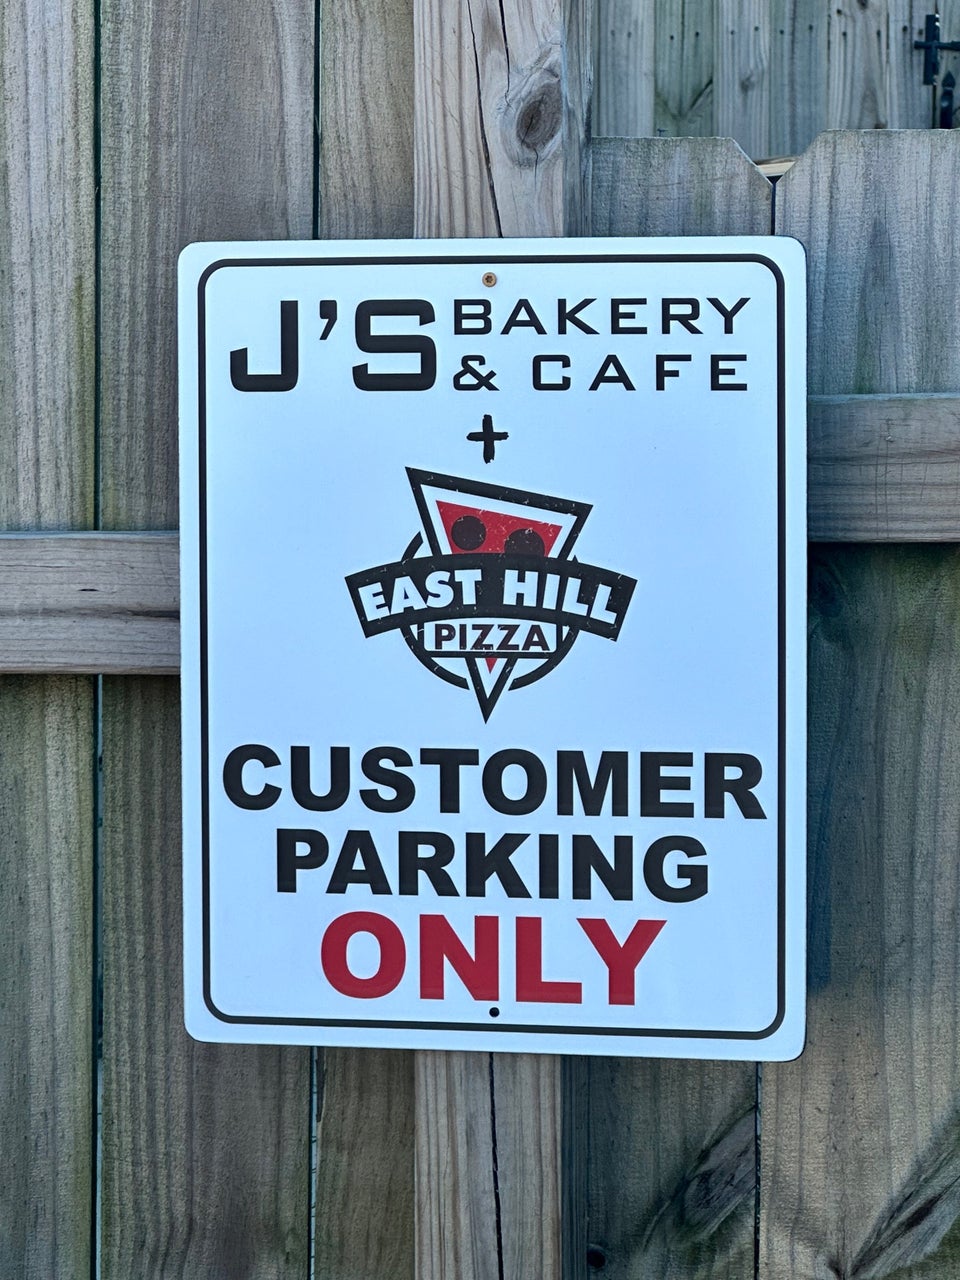 J'S BAKERY
& CAFE
+
EAST HILL
PIZZA
CUSTOMER
PARKING
ONLY